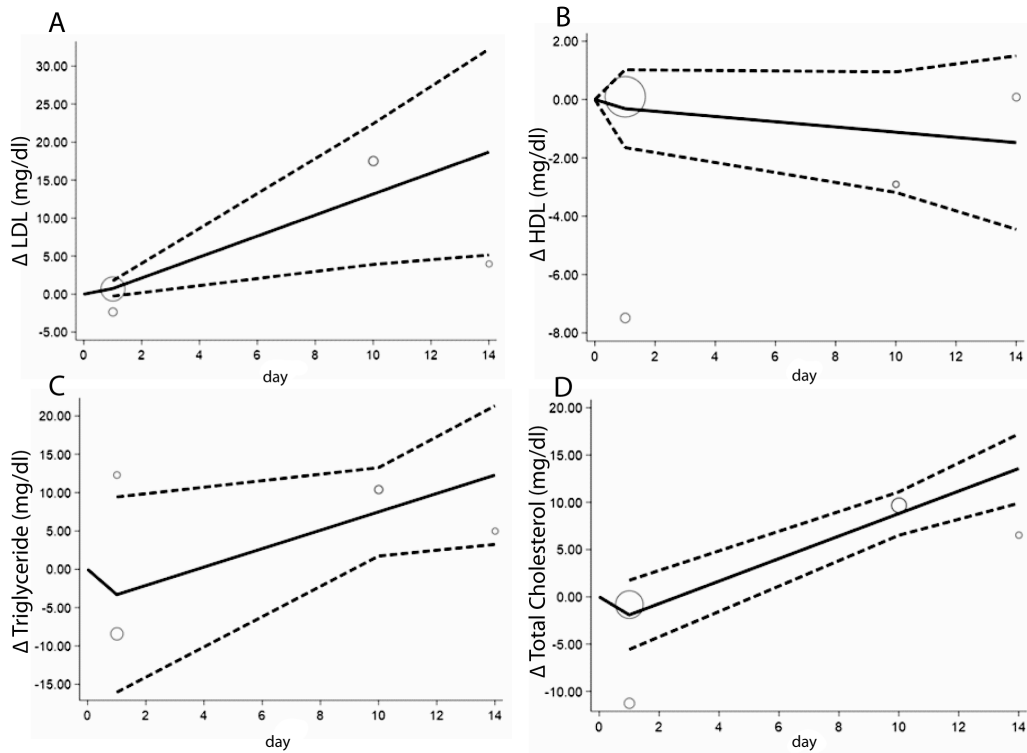 A
Δ LDL (mg/dl)
30.00
25.00
20.00
15.00
10.00
5.00
0.00
-5.00
0 2 4 6 8 10 12 14
day
B
Δ HDL (mg/dl)
2.00
0.00
-2.00
-4.00
-6.00
-8.00
0 2 4 6 8 10 12 14
day
C
Δ Triglyceride (mg/dl)
20.00
15.00
10.00
5.00
0.00
-5.00
-10.00
-15.00
0 2 4 6 8 10 12 14
day
D
Δ Total Cholesterol (mg/dl)
20.00
15.00
10.00
5.00
0.00
-5.00
-10.00
0 2 4 6 8 10 12 14
day